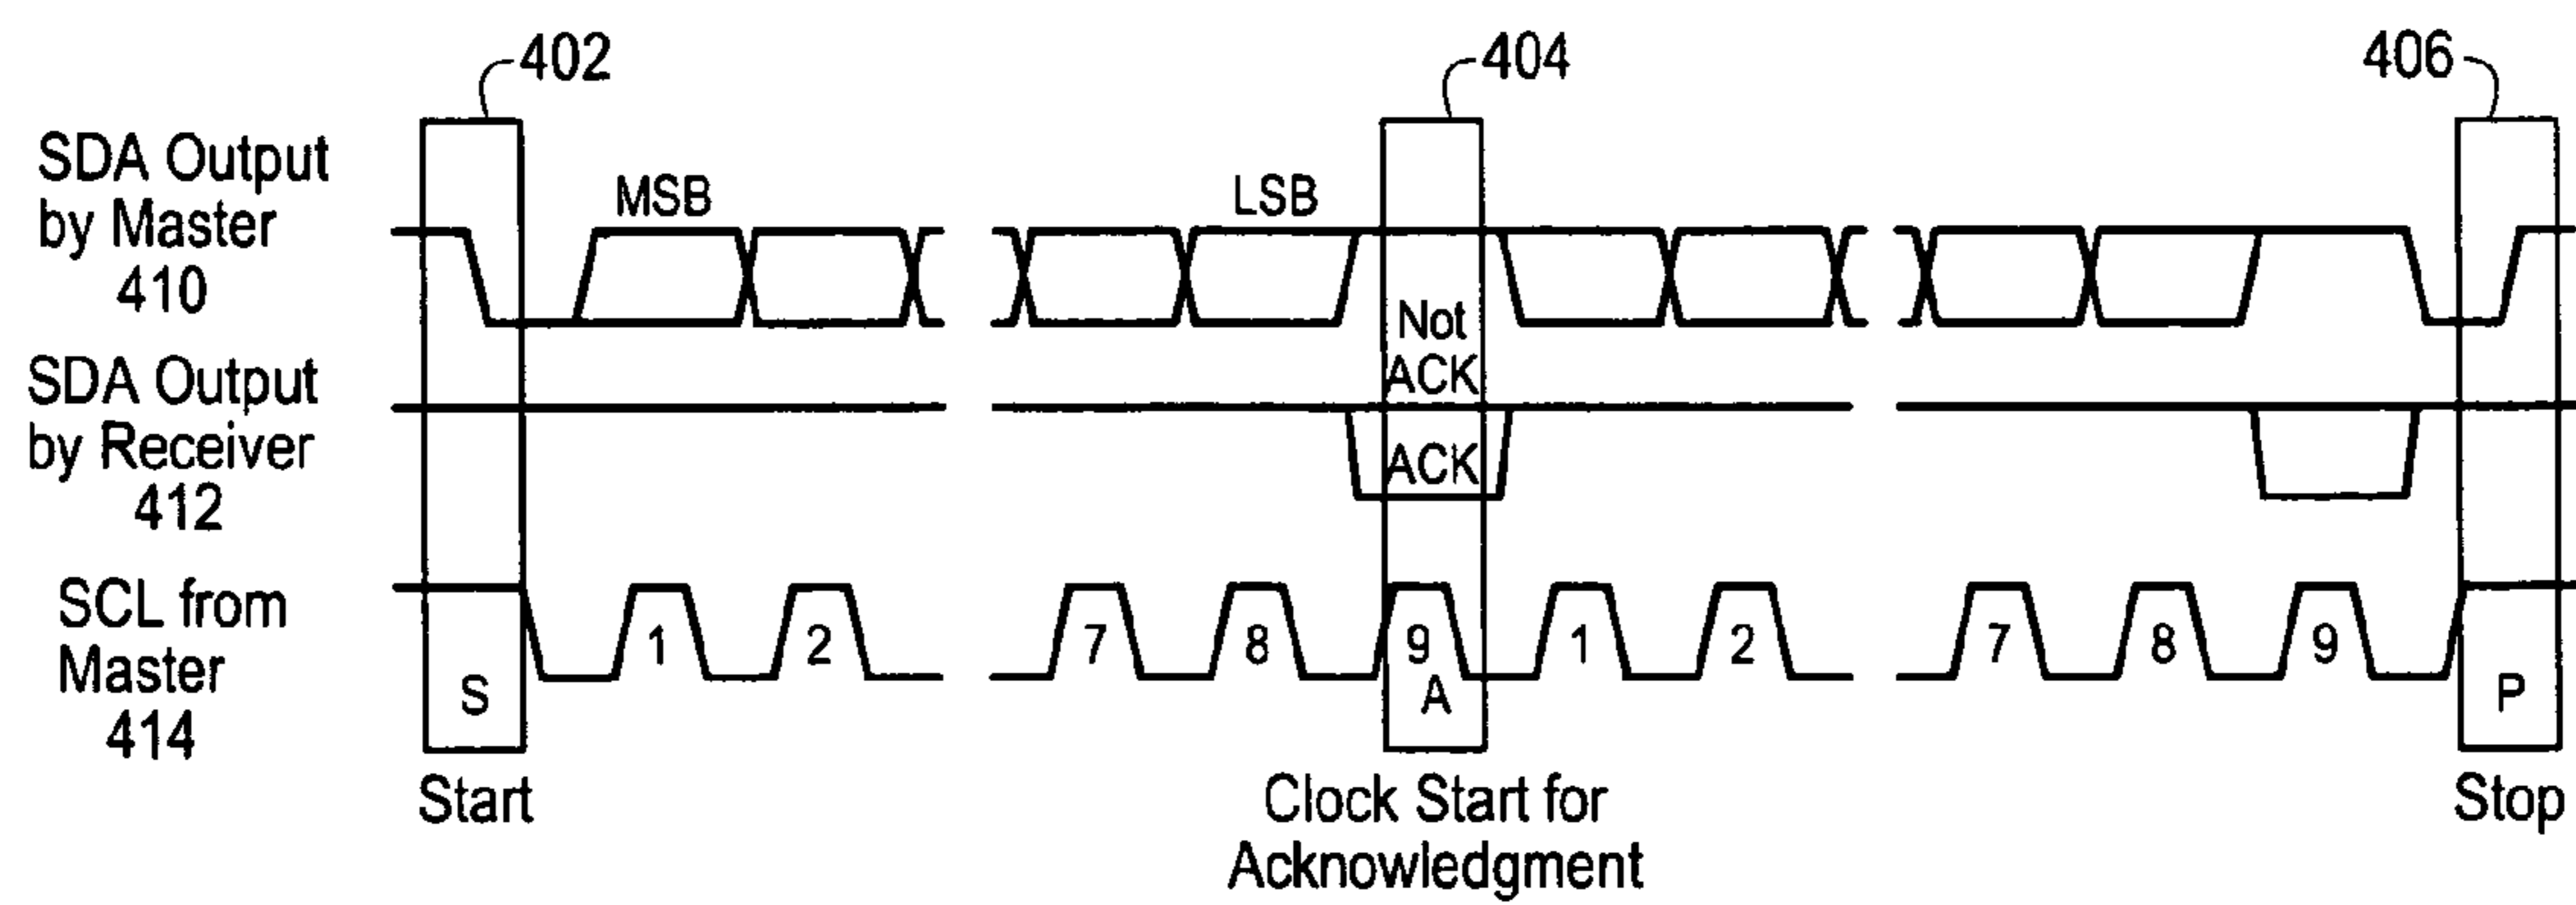 402
404
406
SDA Output
by Master
410
MSB
LSB
Not
ACK
SDA Output
by Receiver
412
ACK
SCL from
Master
414
1
2
7
8
9
1
2
7
8
9
S
A
P
Start
Clock Start for
Acknowledgment
Stop